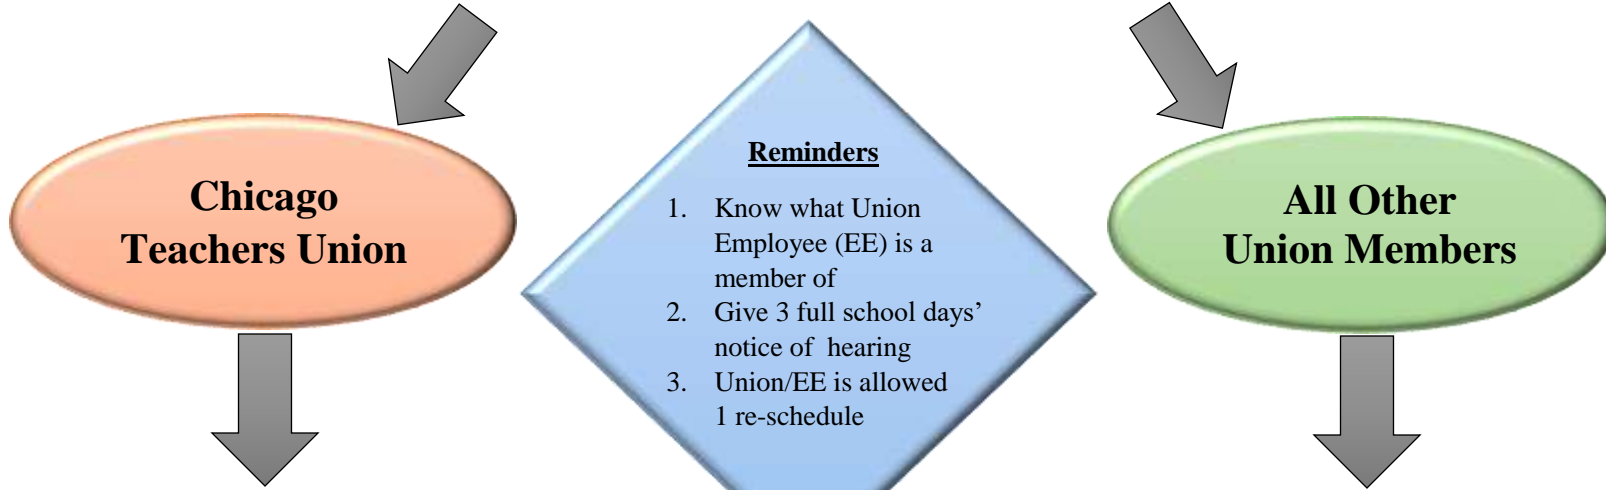 Chicago
Teachers Union
Reminders
1. Know what Union
Employee (EE) is a
member of
2. Give 3 full school days’
notice of hearing
3. Union/EE is allowed
1 re-schedule
All Other
Union Members